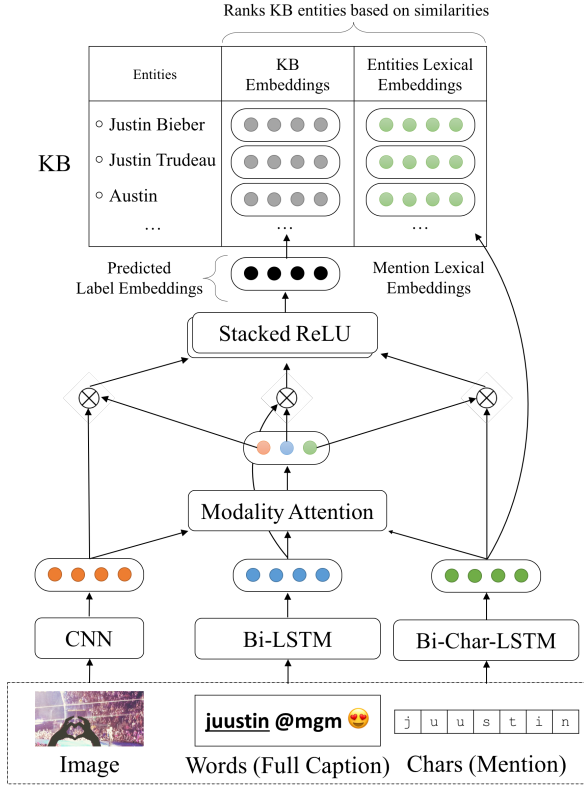 Ranks KB entities based on similarities
Entities
KB
Embeddings
Entities Lexical
Embeddings
KB
Justin Bieber
Justin Trudeau
Austin
... ... ...
Predicted
Label Embeddings
Mention Lexical
Embeddings
Stacked ReLU
Modality Attention
CNN
Bi-LSTM
Bi-Char-LSTM
juustin @mgm 😍
j u u s t i n
Image
Words (Full Caption)
Chars (Mention)